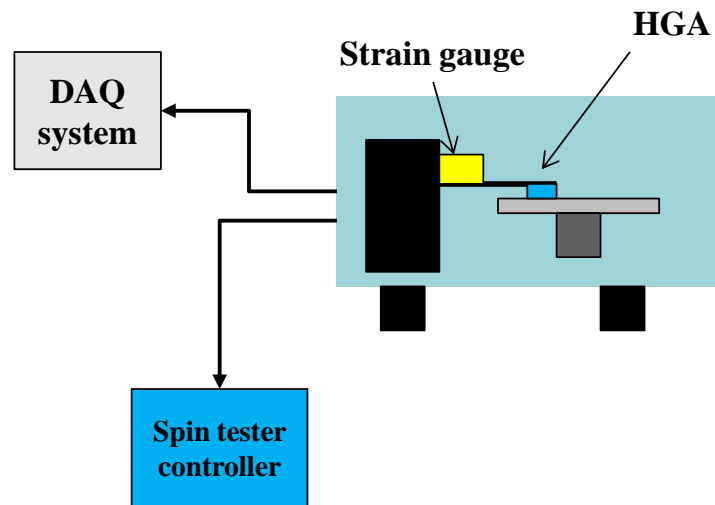 HGA
Strain gauge
DAQ
system
Spin tester
controller